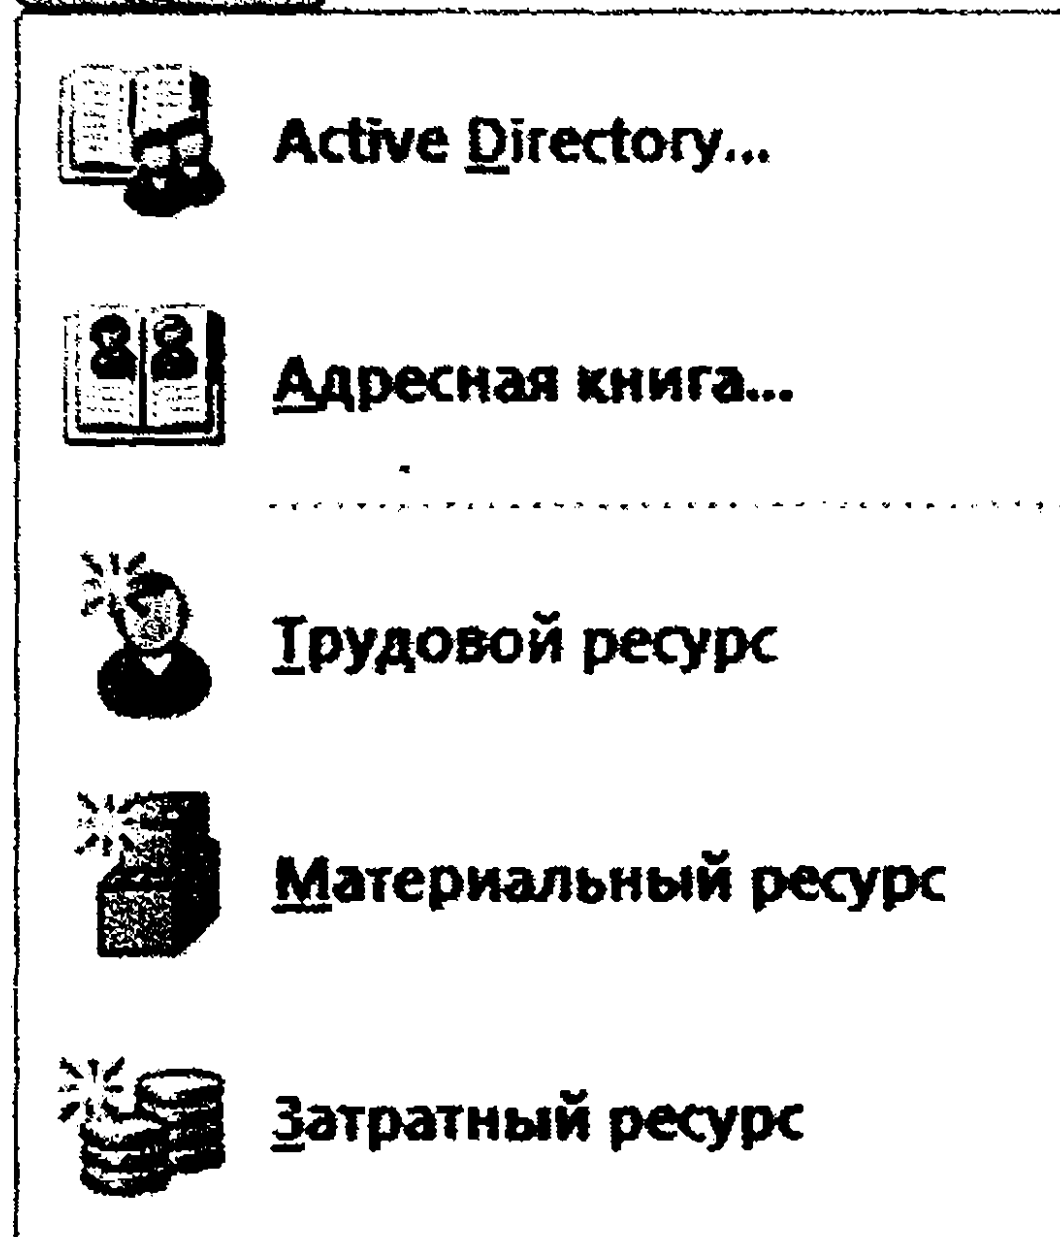 Active Directory...
Адресная книга...
Трудовой ресурс
Материальный ресурс
Затратный ресурс